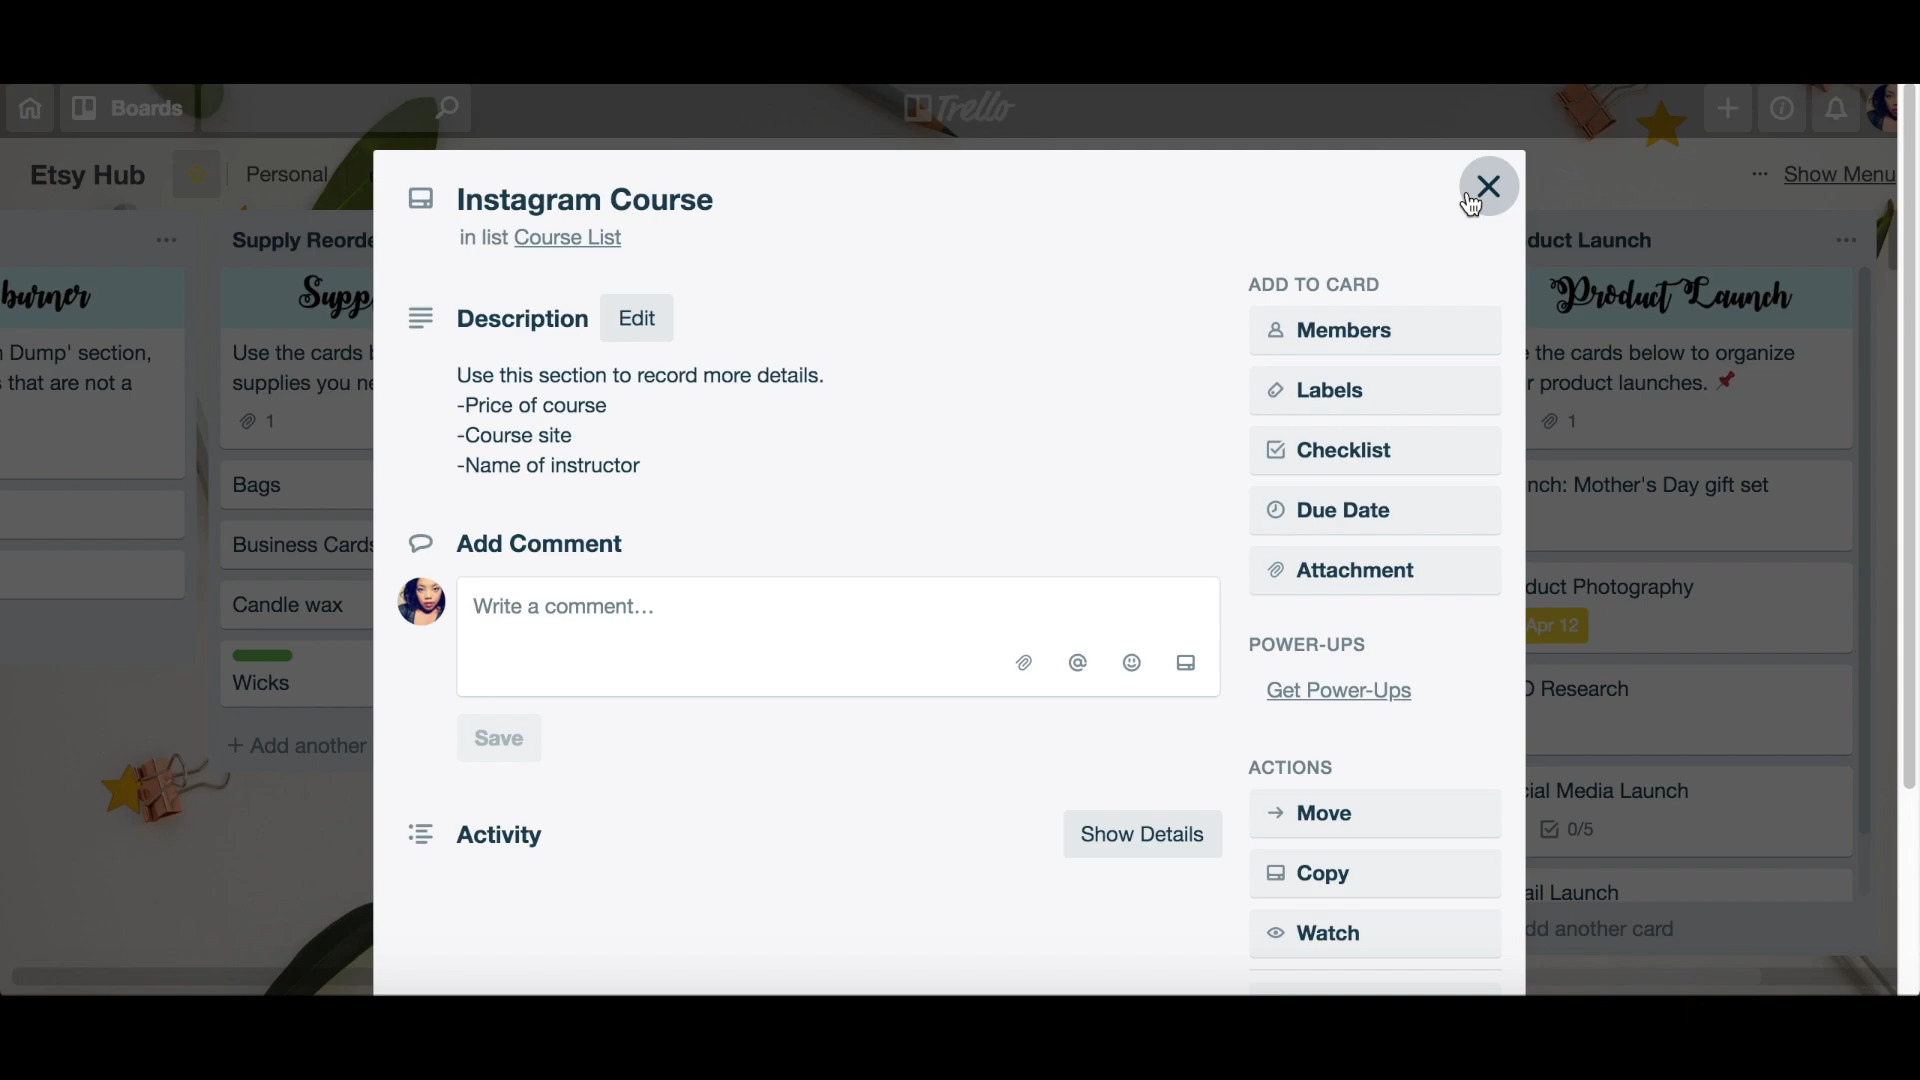 Boards
Trello
Etsy Hub
Personal
Show Menu
Instagram Course
in list Course List
Description
Edit
Use this section to record more details.
-Price of course
-Course site
-Name of instructor
Add Comment
Write a comment...
Save
Activity
Show Details
ADD TO CARD
Members
Labels
Checklist
Due Date
Attachment
POWER-UPS
Get Power-Ups
ACTIONS
Move
Copy
Watch
burner
Dump' section,
that are not a
Supply Reorde
Supp
Use the cards
supplies you ne
1
Bags
Business Cards
Candle wax
Wicks
+ Add another
duct Launch
Product Launch
the cards below to organize
r product launches.
1
nch: Mother's Day gift set
duct Photography
Apr 12
Research
cial Media Launch
0/5
ail Launch
dd another card